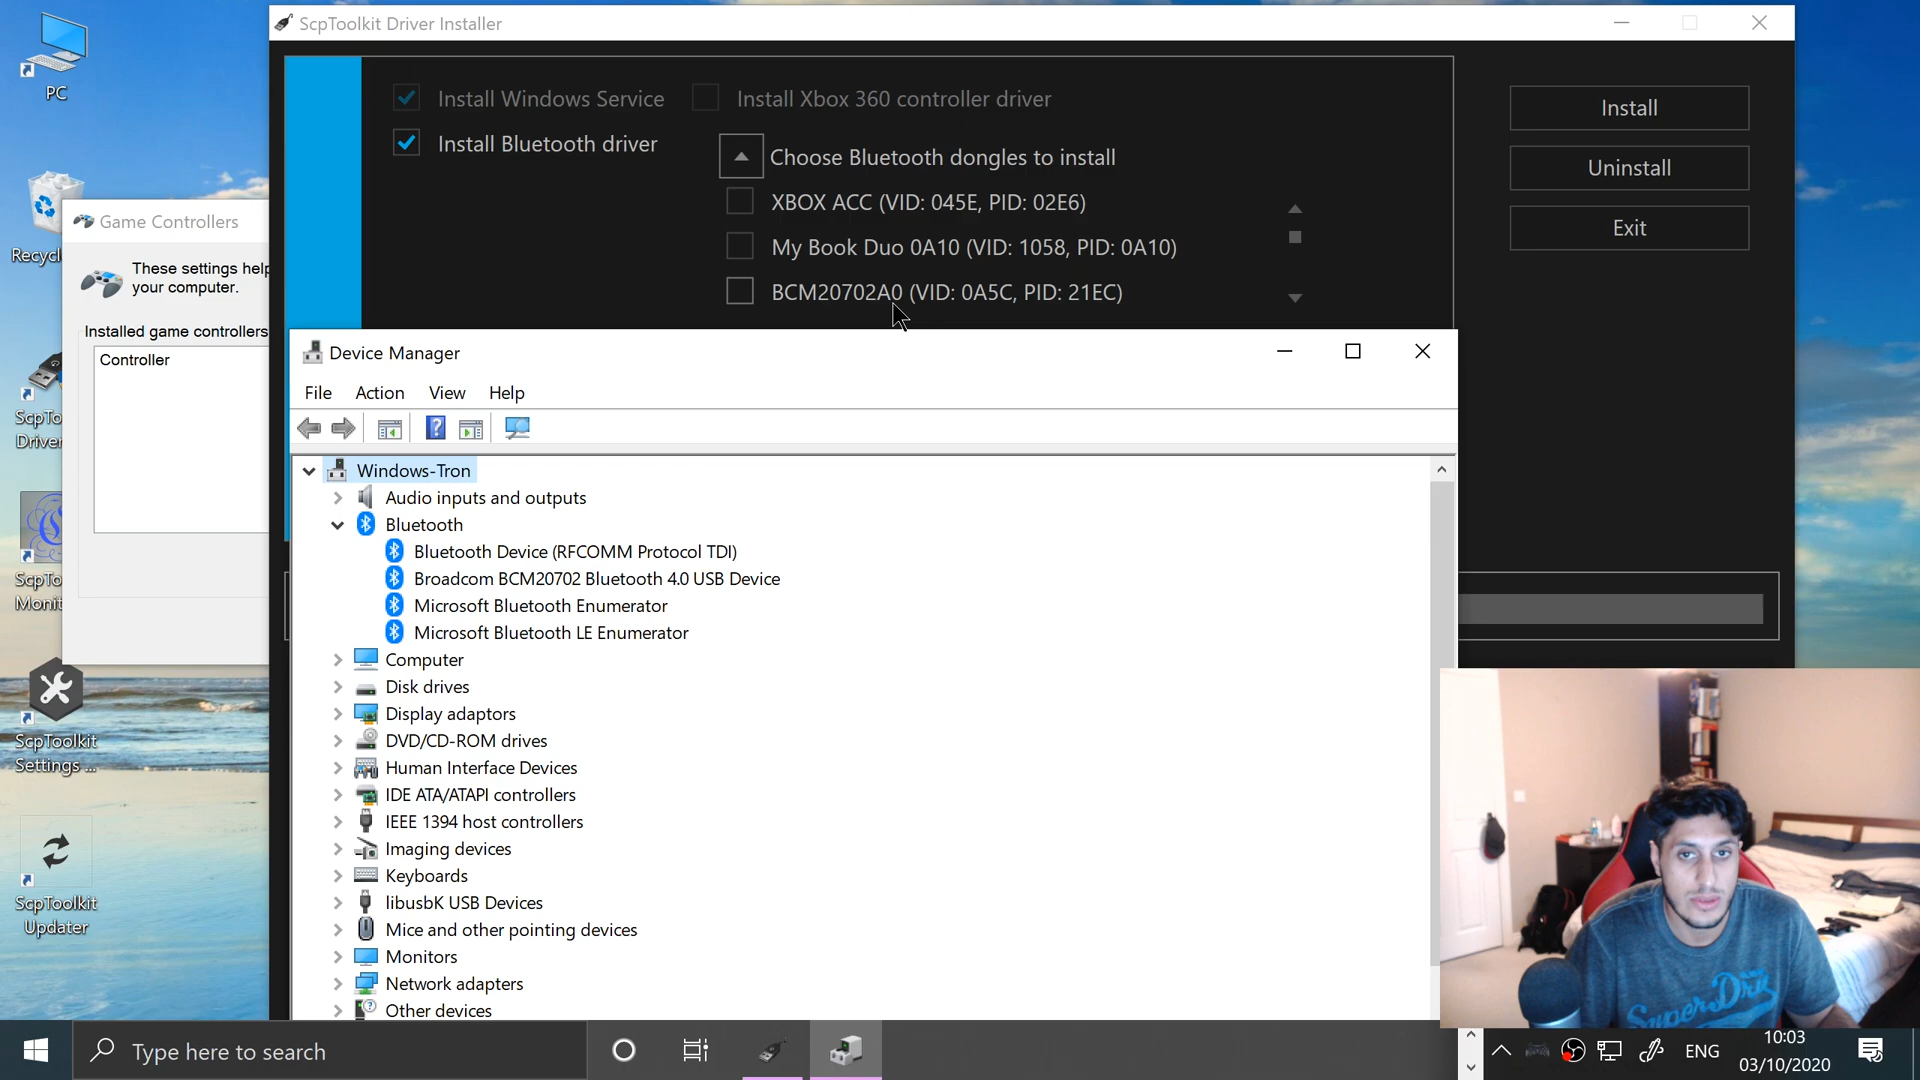 PC
Recycl
ScpTo
Driver
ScpTo
Monit
ScpToolkit
Settings ...
ScpToolkit
Updater
Game Controllers
These settings help
your computer.
Installed game controllers
Controller
ScpToolkit Driver Installer
Install Windows Service
Install Xbox 360 controller driver
Install Bluetooth driver
Choose Bluetooth dongles to install
XBOX ACC (VID: 045E, PID: 02E6)
My Book Duo 0A10 (VID: 1058, PID: 0A10)
BCM20702A0 (VID: 0A5C, PID: 21EC)
Install
Uninstall
Exit
Device Manager
File Action View Help
Windows-Tron
Audio inputs and outputs
Bluetooth
Bluetooth Device (RFCOMM Protocol TDI)
Broadcom BCM20702 Bluetooth 4.0 USB Device
Microsoft Bluetooth Enumerator
Microsoft Bluetooth LE Enumerator
Computer
Disk drives
Display adaptors
DVD/CD-ROM drives
Human Interface Devices
IDE ATA/ATAPI controllers
IEEE 1394 host controllers
Imaging devices
Keyboards
libusbK USB Devices
Mice and other pointing devices
Monitors
Network adapters
Other devices
SuperDry
Type here to search
ENG
10:03
03/10/2020